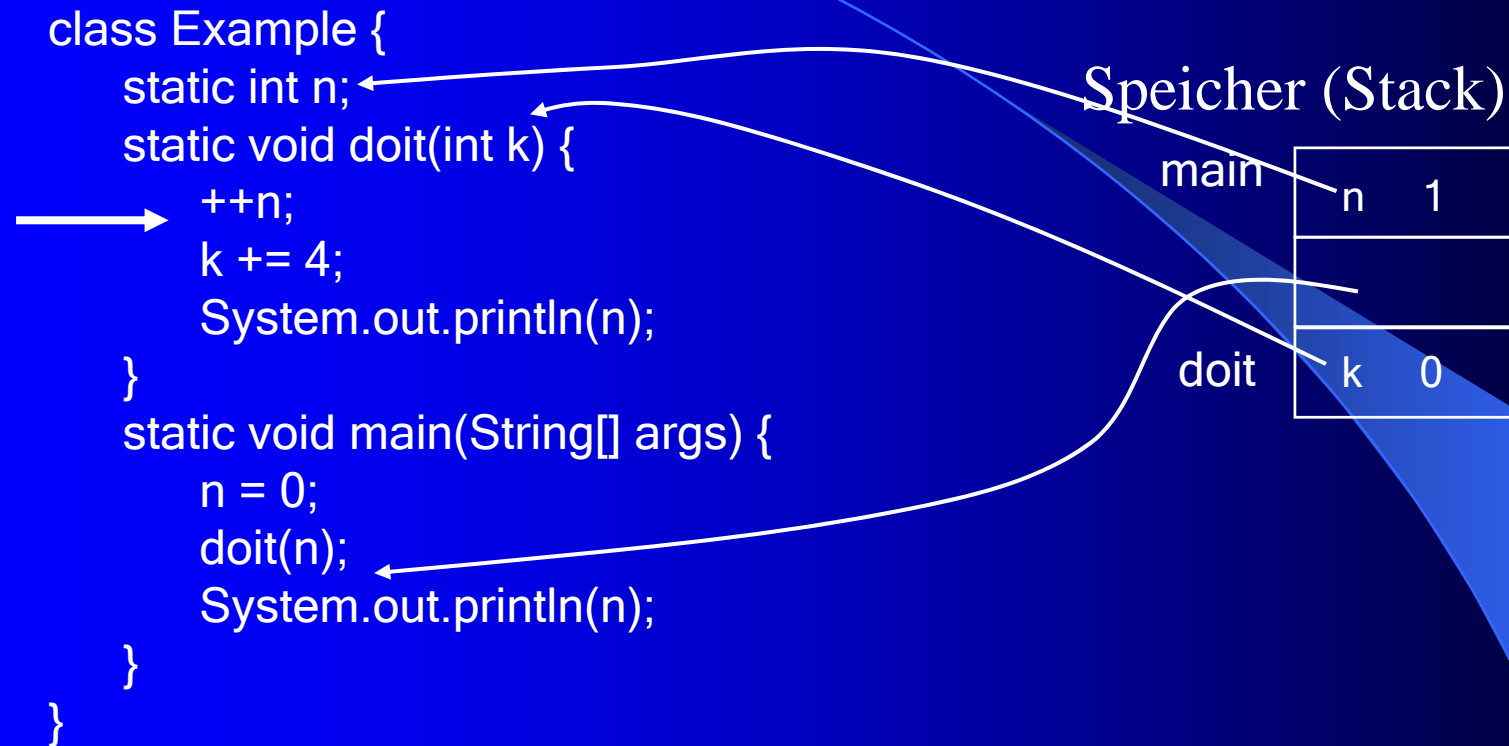 class Example {
static int n;
static void doit(int k) {
++n;
k += 4;
System.out.println(n);
}
static void main(String[] args) {
n = 0;
doit(n);
System.out.println(n);
}
}
Speicher (Stack)
main n 1
doit k 0